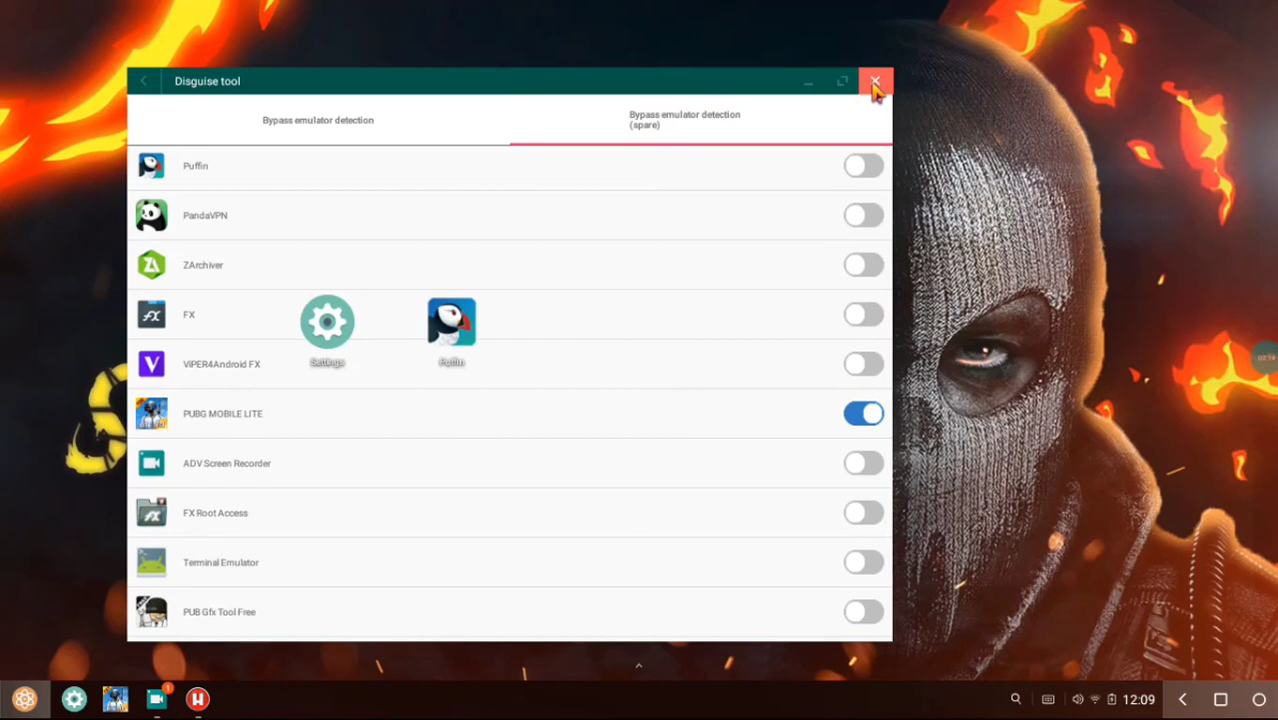 Disguise tool
Bypass emulator detection
Bypass emulator detection
(spare)
Puffin
PandaVPN
ZArchiver
FX
Settings
Puffin
ViPER4Android FX
PUBG MOBILE LITE
ADV Screen Recorder
FX Root Access
Terminal Emulator
PUB Gfx Tool Free
12:09